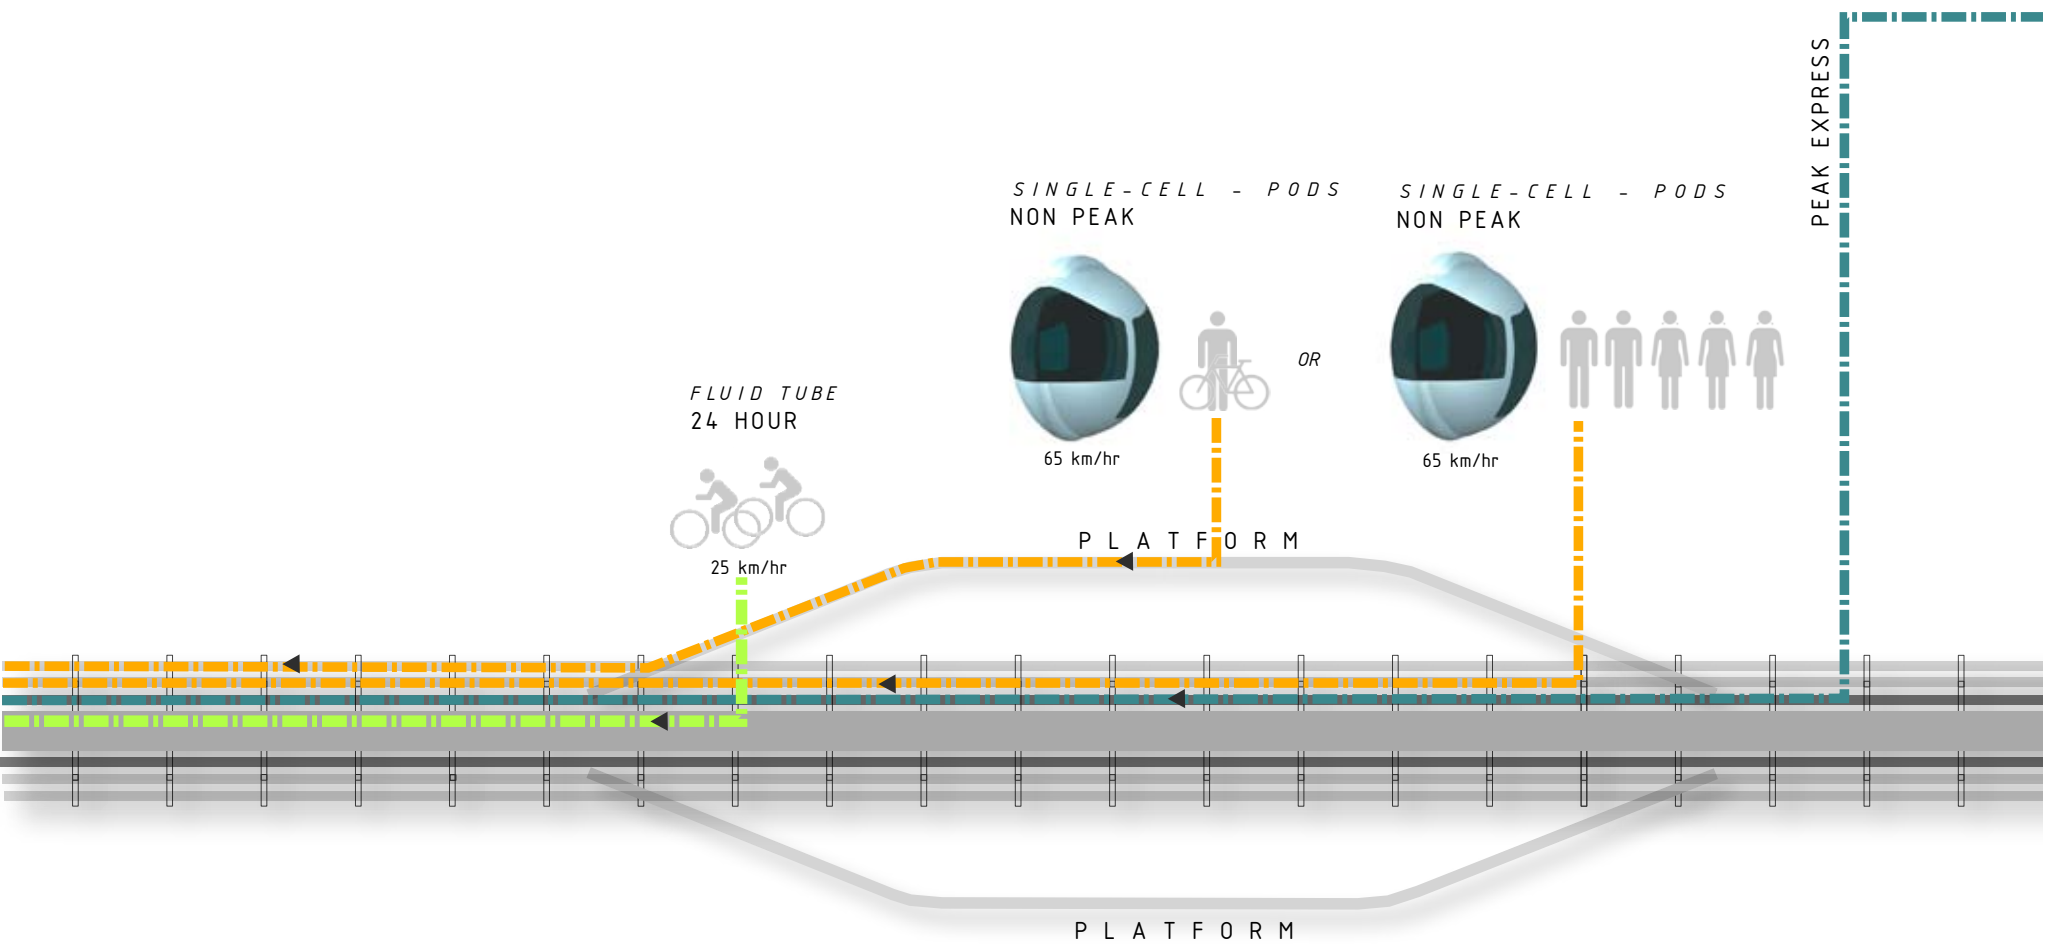 PEAK EXPRESS
SINGLE-CELL - PODS
NON PEAK
65 km/hr
OR
SINGLE-CELL - PODS
NON PEAK
65 km/hr
FLUID TUBE
24 HOUR
25 km/hr
PLATFORM
PLATFORM